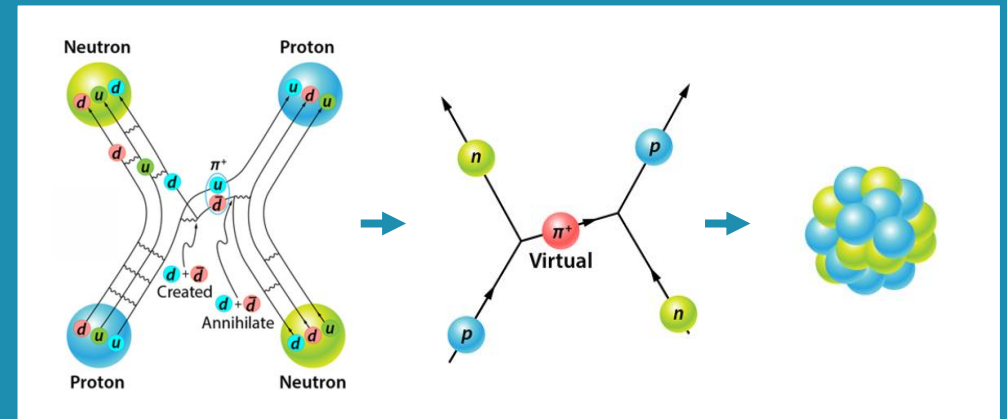 Neutron
Proton
d u d
u d u
d
u
d
π⁺
u
d̄
d + d̄
Created
d + d̄
Annihilate
d u u
d d u
Proton
Neutron
n
p
π⁺
Virtual
p
n